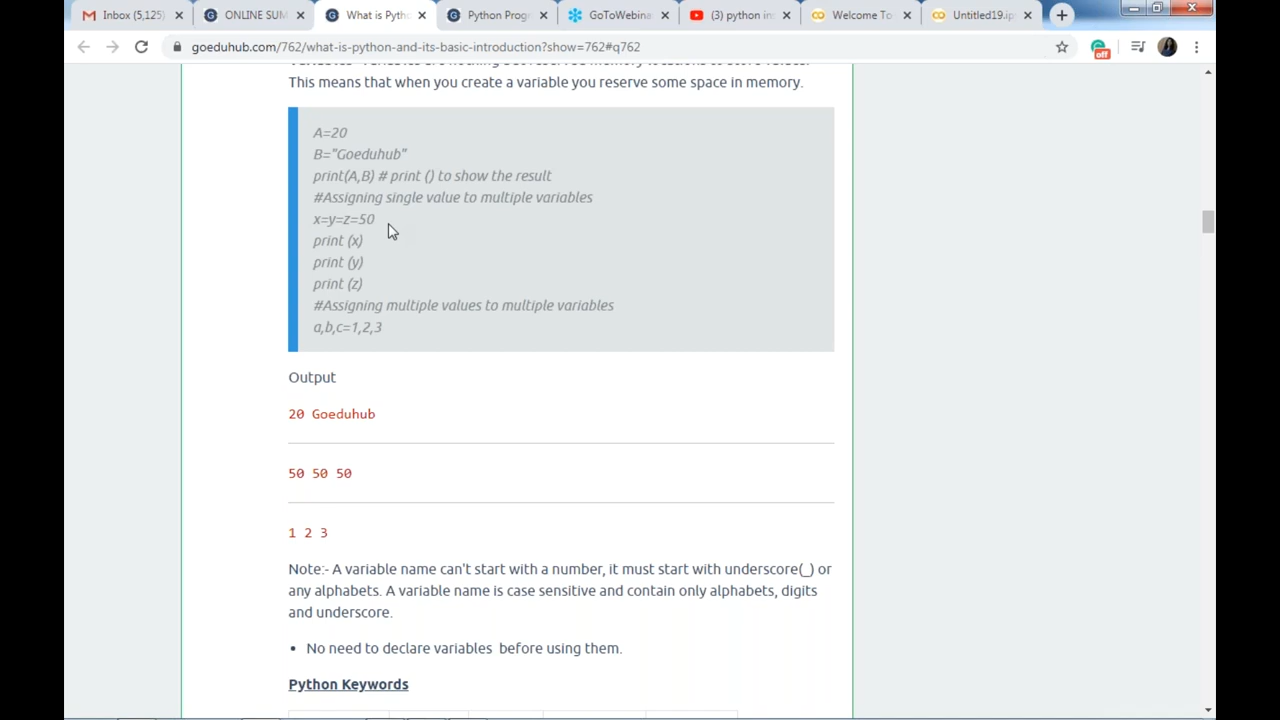 Inbox (5,125)
ONLINE SUM
What is Pytho
Python Progr
GoToWebina
(3) python in
Welcome To
Untitled19.ip
goeduhub.com/762/what-is-python-and-its-basic-introduction?show=762#q762
off
This means that when you create a variable you reserve some space in memory.
A=20
B="Goeduhub"
print(A,B) # print () to show the result
#Assigning single value to multiple variables
x=y=z=50
print (x)
print (y)
print (z)
#Assigning multiple values to multiple variables
a,b,c=1,2,3
Output
20 Goeduhub
50 50 50
1 2 3
Note:- A variable name can't start with a number, it must start with underscore(_) or
any alphabets. A variable name is case sensitive and contain only alphabets, digits
and underscore.
• No need to declare variables before using them.
Python Keywords